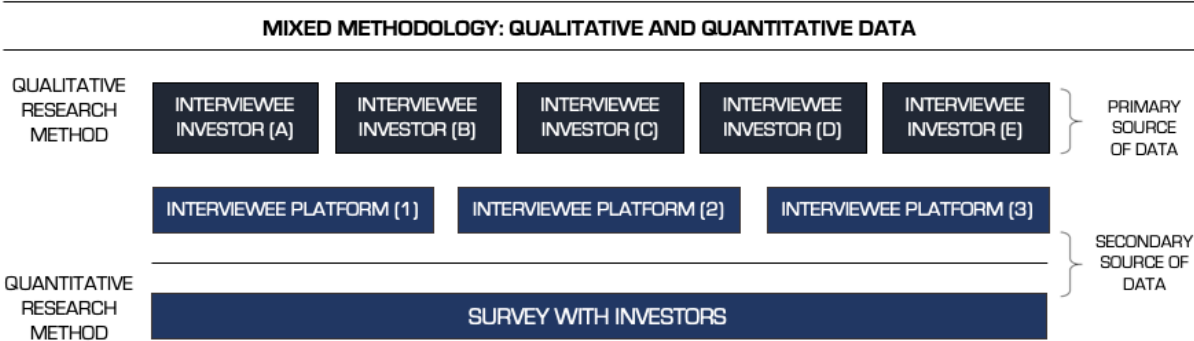 MIXED METHODOLOGY: QUALITATIVE AND QUANTITATIVE DATA
QUALITATIVE
RESEARCH
METHOD
INTERVIEWEE
INVESTOR (A)
INTERVIEWEE
INVESTOR (B)
INTERVIEWEE
INVESTOR (C)
INTERVIEWEE
INVESTOR (D)
INTERVIEWEE
INVESTOR (E)
PRIMARY
SOURCE
OF DATA
INTERVIEWEE PLATFORM (1)
INTERVIEWEE PLATFORM (2)
INTERVIEWEE PLATFORM (3)
SECONDARY
SOURCE OF
DATA
QUANTITATIVE
RESEARCH
METHOD
SURVEY WITH INVESTORS